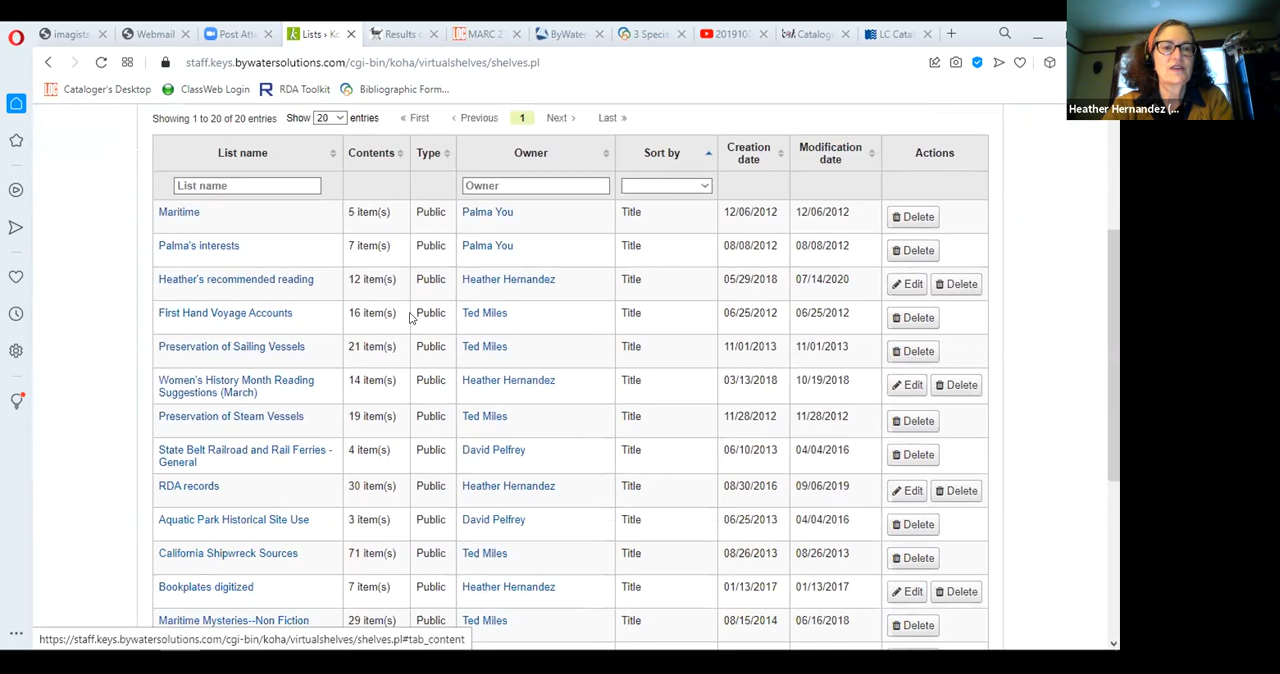 imagists
Webmail
Post Atte
Lists › Ko
Results o
MARC 2
ByWater
3 Specia
2019100
Catalogi
LC Catal
staff.keys.bywatersolutions.com/cgi-bin/koha/virtualshelves/shelves.pl
Cataloger's Desktop
ClassWeb Login
RDA Toolkit
Bibliographic Form...
Heather Hernandez (...
Showing 1 to 20 of 20 entries Show 20 entries « First ‹ Previous 1 Next › Last »
List name Contents Type Owner Sort by Creation date Modification date Actions
List name Owner
Maritime 5 item(s) Public Palma You Title 12/06/2012 12/06/2012 Delete
Palma's interests 7 item(s) Public Palma You Title 08/08/2012 08/08/2012 Delete
Heather's recommended reading 12 item(s) Public Heather Hernandez Title 05/29/2018 07/14/2020 Edit Delete
First Hand Voyage Accounts 16 item(s) Public Ted Miles Title 06/25/2012 06/25/2012 Delete
Preservation of Sailing Vessels 21 item(s) Public Ted Miles Title 11/01/2013 11/01/2013 Delete
Women's History Month Reading Suggestions (March) 14 item(s) Public Heather Hernandez Title 03/13/2018 10/19/2018 Edit Delete
Preservation of Steam Vessels 19 item(s) Public Ted Miles Title 11/28/2012 11/28/2012 Delete
State Belt Railroad and Rail Ferries - General 4 item(s) Public David Pelfrey Title 06/10/2013 04/04/2016 Delete
RDA records 30 item(s) Public Heather Hernandez Title 08/30/2016 09/06/2019 Edit Delete
Aquatic Park Historical Site Use 3 item(s) Public David Pelfrey Title 06/25/2013 04/04/2016 Delete
California Shipwreck Sources 71 item(s) Public Ted Miles Title 08/26/2013 08/26/2013 Delete
Bookplates digitized 7 item(s) Public Heather Hernandez Title 01/13/2017 01/13/2017 Edit Delete
Maritime Mysteries--Non Fiction 29 item(s) Public Ted Miles Title 08/15/2014 06/16/2018 Delete
https://staff.keys.bywatersolutions.com/cgi-bin/koha/virtualshelves/shelves.pl#tab_content